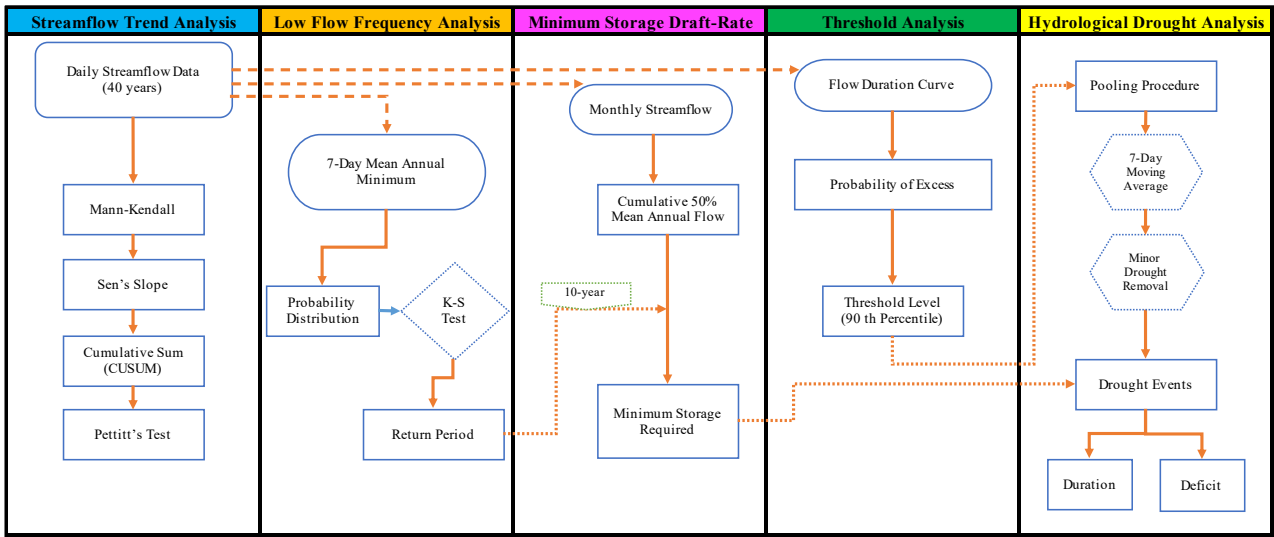 Streamflow Trend Analysis
Daily Streamflow Data
(40 years)
Mann-Kendall
Sen's Slope
Cumulative Sum
(CUSUM)
Pettitt's Test
Low Flow Frequency Analysis
7-Day Mean Annual
Minimum
Probability
Distribution
K-S
Test
Return Period
Minimum Storage Draft-Rate
Monthly Streamflow
Cumulative 50%
Mean Annual Flow
10-year
Minimum Storage
Required
Threshold Analysis
Flow Duration Curve
Probability of Excess
Threshold Level
(90 th Percentile)
Hydrological Drought Analysis
Pooling Procedure
7-Day
Moving
Average
Minor
Drought
Removal
Drought Events
Duration
Deficit